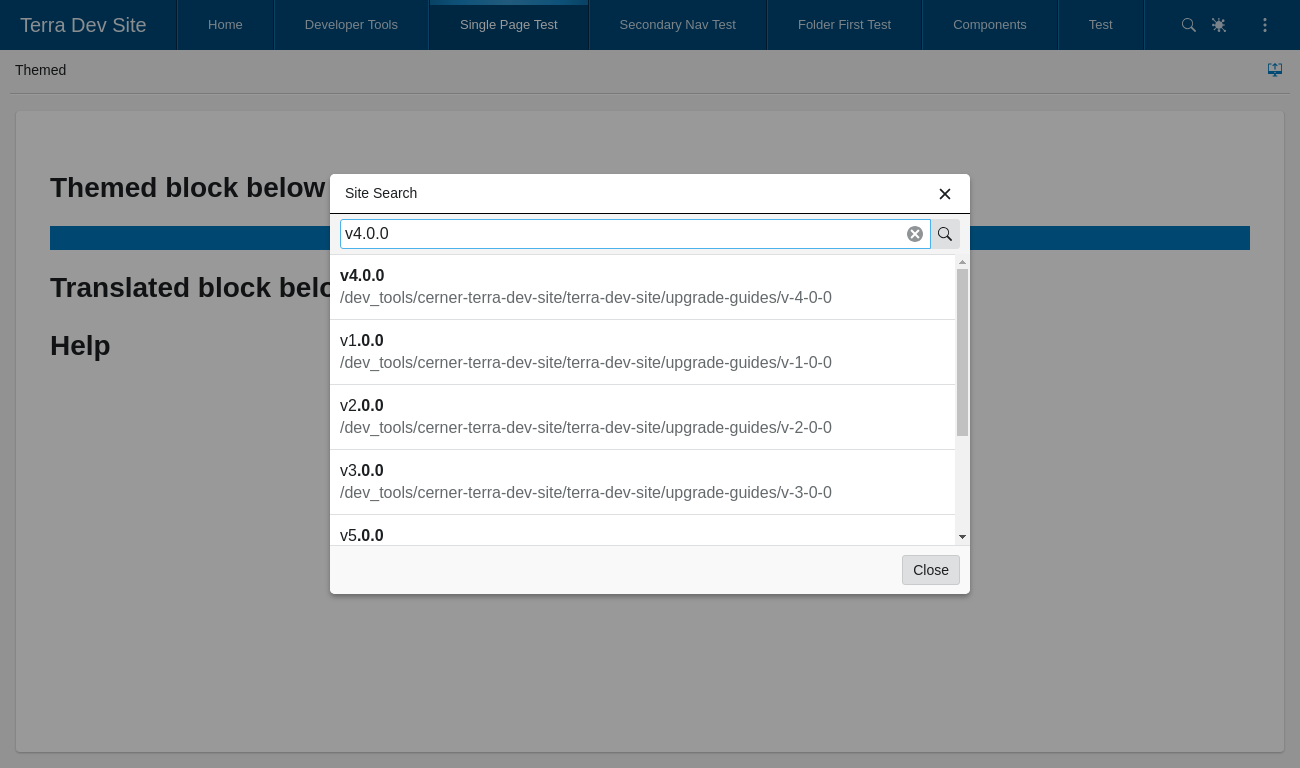 Terra Dev Site
Home
Developer Tools
Single Page Test
Secondary Nav Test
Folder First Test
Components
Test
Themed
Themed block below
Translated block belo
Help
Site Search
v4.0.0
v4.0.0
/dev_tools/cerner-terra-dev-site/terra-dev-site/upgrade-guides/v-4-0-0
v1.0.0
/dev_tools/cerner-terra-dev-site/terra-dev-site/upgrade-guides/v-1-0-0
v2.0.0
/dev_tools/cerner-terra-dev-site/terra-dev-site/upgrade-guides/v-2-0-0
v3.0.0
/dev_tools/cerner-terra-dev-site/terra-dev-site/upgrade-guides/v-3-0-0
v5.0.0
Close